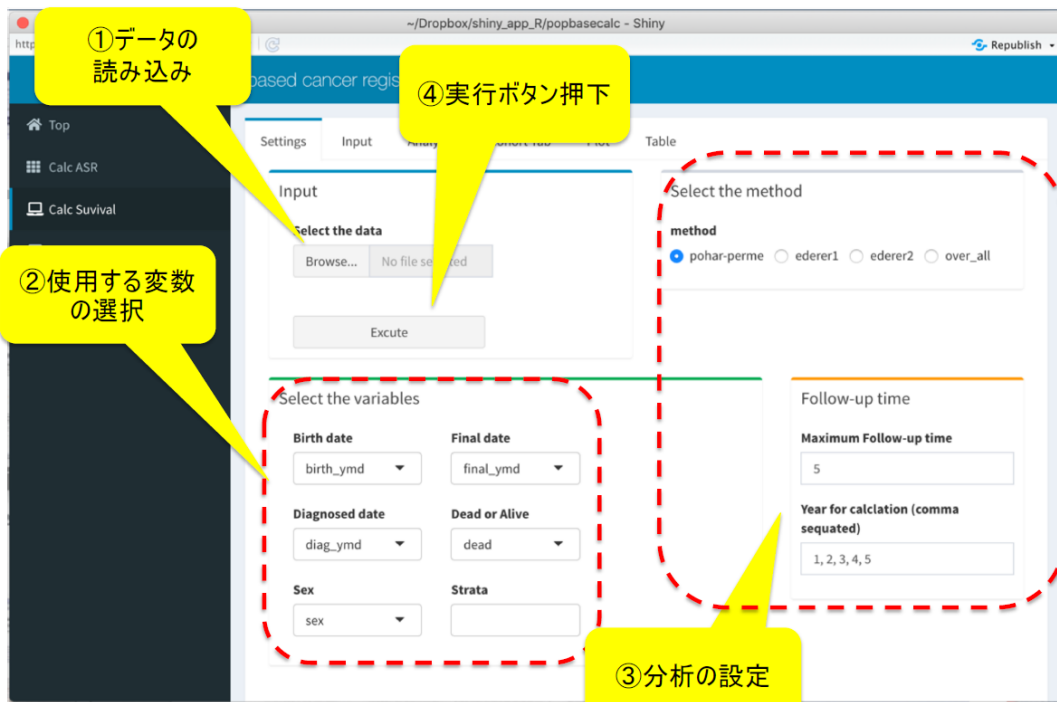 ~/Dropbox/shiny_app_R/popbasecalc - Shiny
http
Republish
①データの
読み込み
④実行ボタン押下
based cancer regis
Top
Calc ASR
Calc Suvival
②使用する変数
の選択
Settings
Input
Table
Input
Select the data
Browse...
No file selected
Excute
Select the method
method
pohar-perme
ederer1
ederer2
over_all
Select the variables
Birth date
Final date
birth_ymd
final_ymd
Diagnosed date
Dead or Alive
diag_ymd
dead
Sex
Strata
sex
Follow-up time
Maximum Follow-up time
5
Year for calclation (comma
sequated)
1, 2, 3, 4, 5
③分析の設定